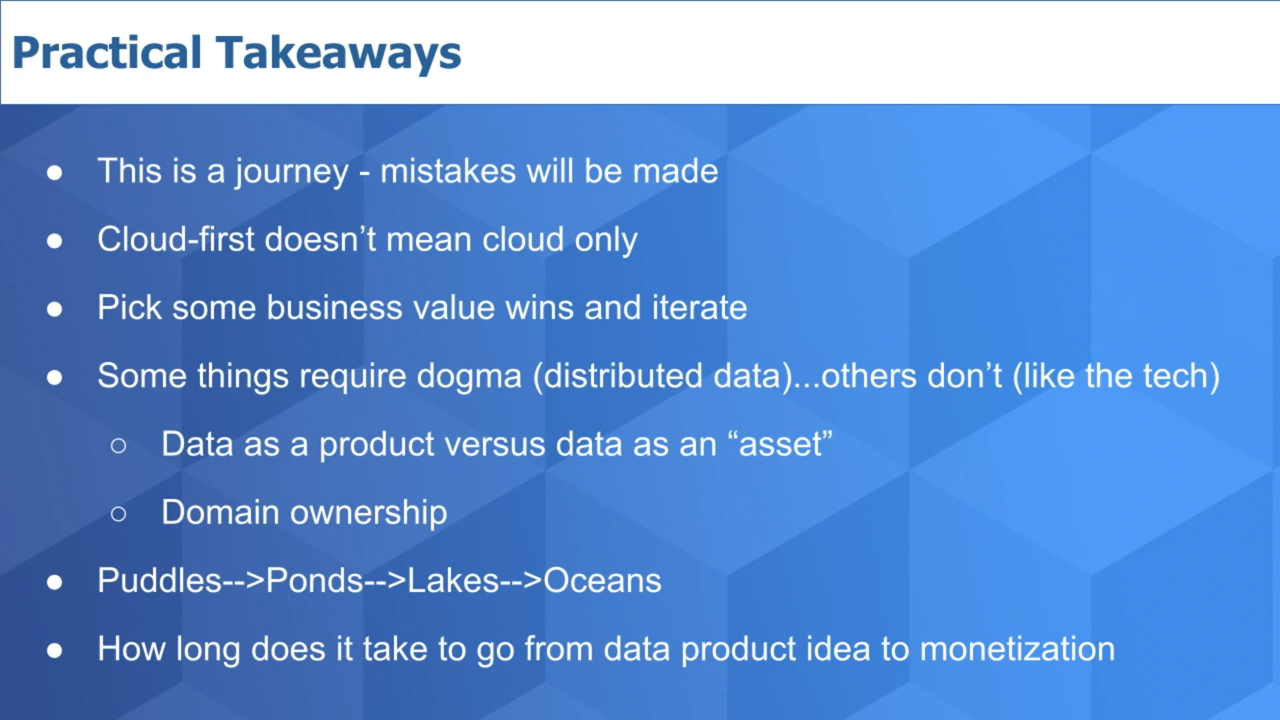 Practical Takeaways
● This is a journey - mistakes will be made
● Cloud-first doesn’t mean cloud only
● Pick some business value wins and iterate
● Some things require dogma (distributed data)...others don’t (like the tech)
○ Data as a product versus data as an “asset”
○ Domain ownership
● Puddles-->Ponds-->Lakes-->Oceans
● How long does it take to go from data product idea to monetization